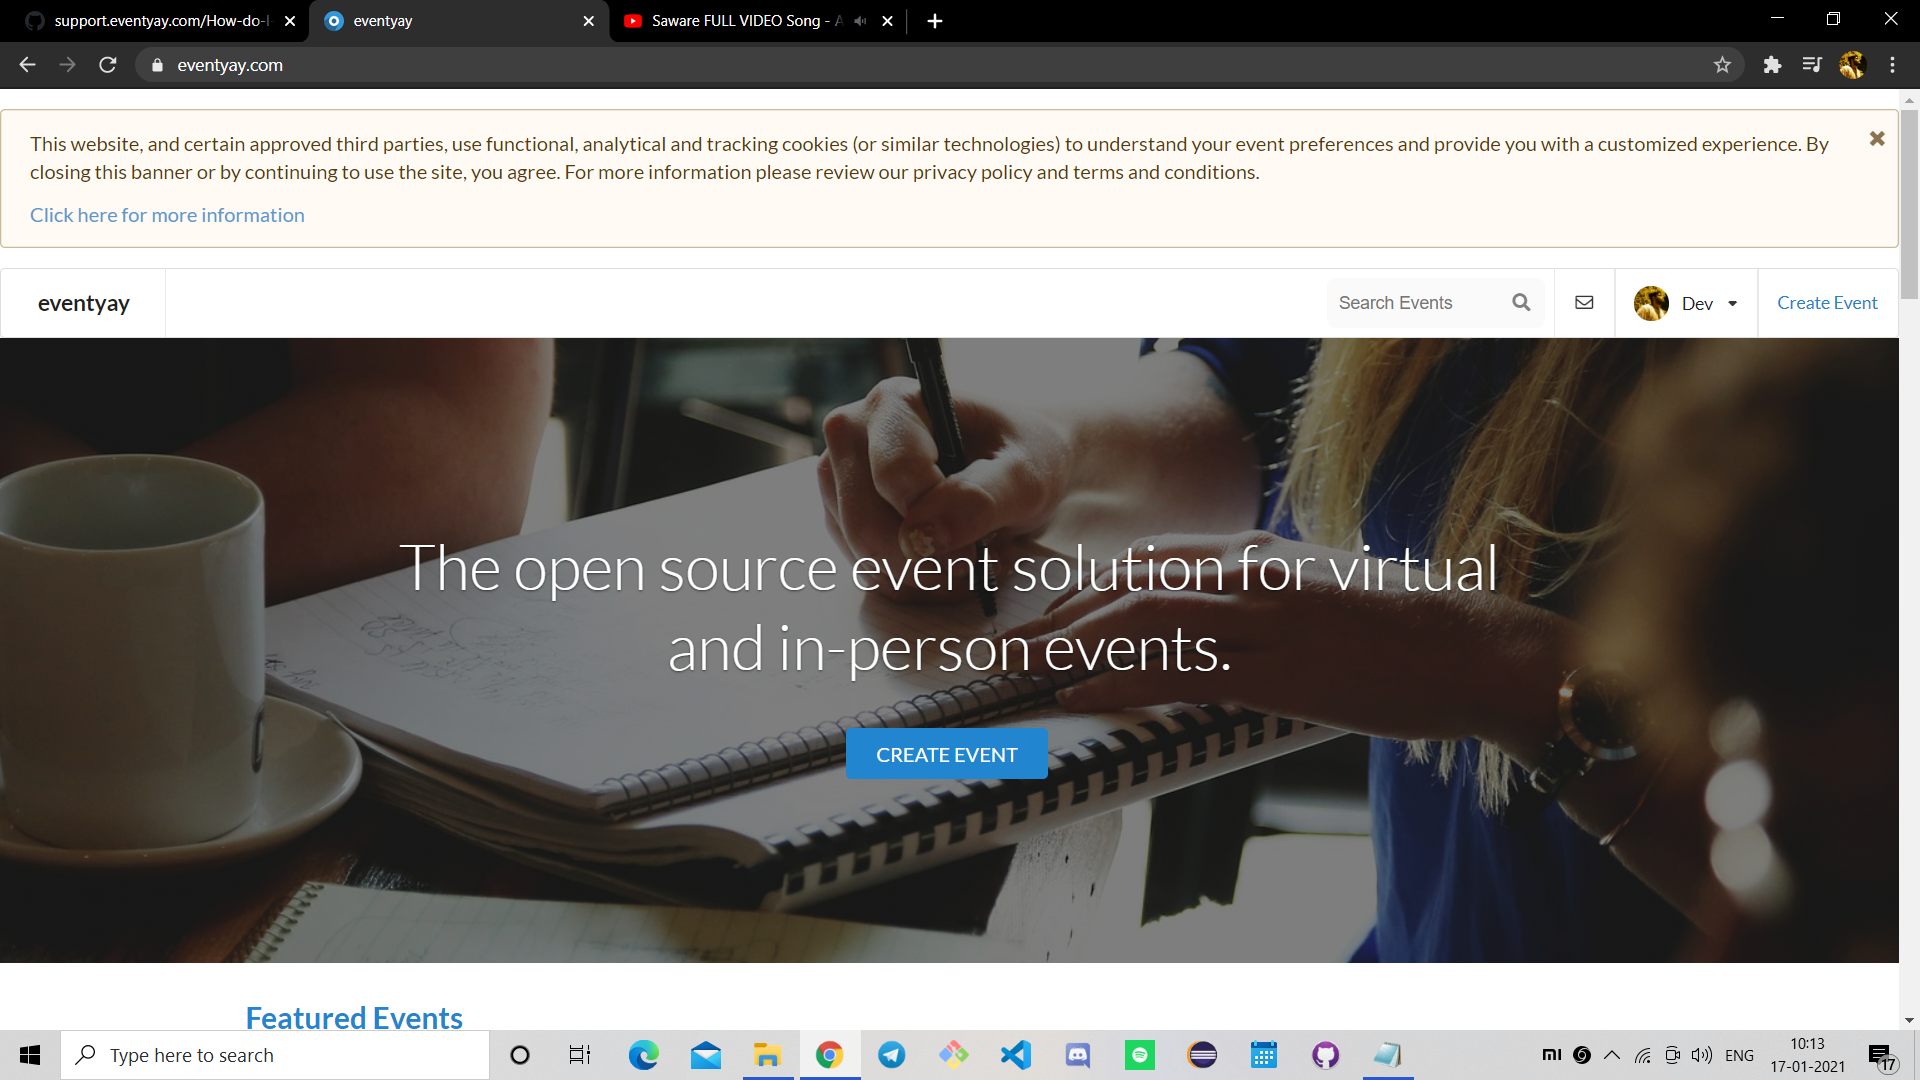 support.eventyay.com/How-do-I-
eventyay
Saware FULL VIDEO Song - A
eventyay.com
This website, and certain approved third parties, use functional, analytical and tracking cookies (or similar technologies) to understand your event preferences and provide you with a customized experience. By
closing this banner or by continuing to use the site, you agree. For more information please review our privacy policy and terms and conditions.
Click here for more information
eventyay
Search Events
Dev
Create Event
The open source event solution for virtual
and in-person events.
CREATE EVENT
Featured Events
Type here to search
ENG
10:13
17-01-2021
17